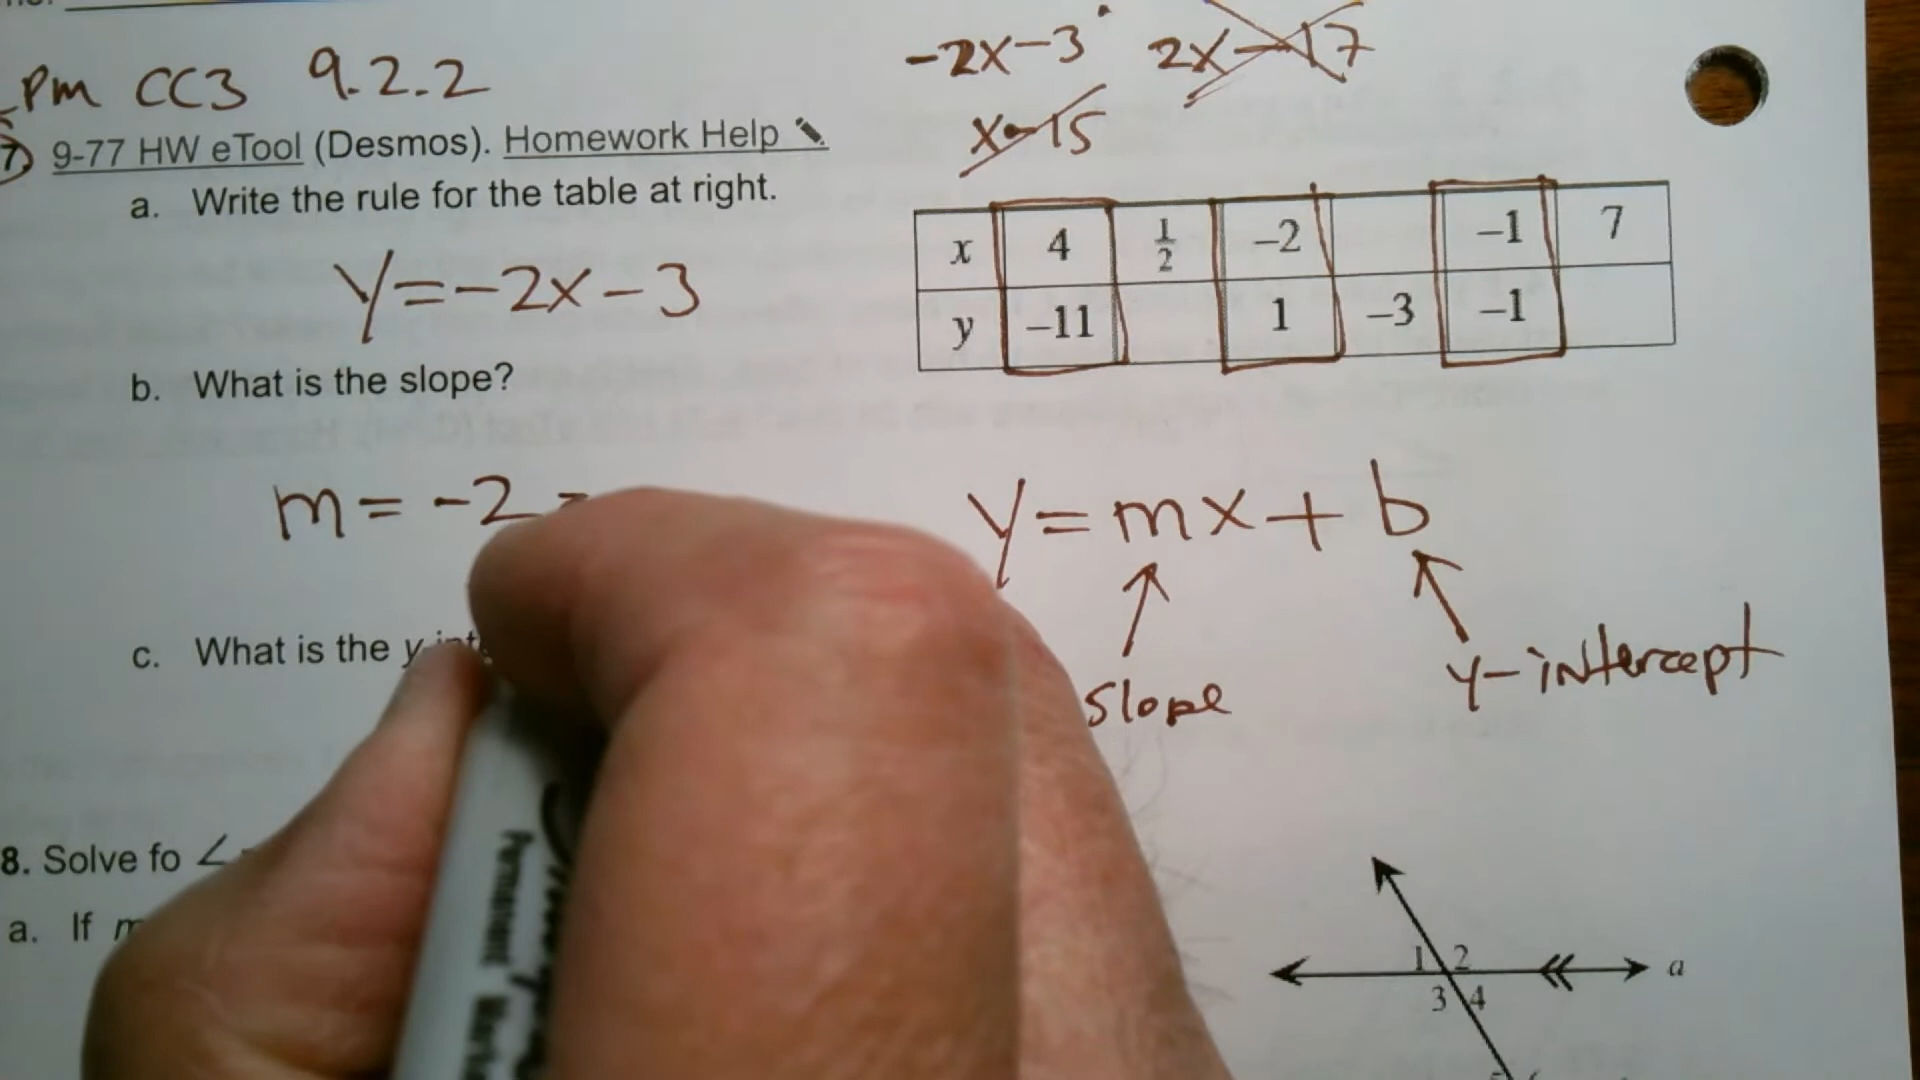 Pm CC3 9.2.2
-2x-3 2x-17
x-15
7 9-77 HW eTool (Desmos). Homework Help
a. Write the rule for the table at right.
y=-2x-3
x 4 1/2 -2 -1 7
y -11 1 -3 -1
b. What is the slope?
m = -2
y=mx+b
slope
y-intercept
c. What is the
8. Solve fo
a. If
1 2
3 4
a
Permanent